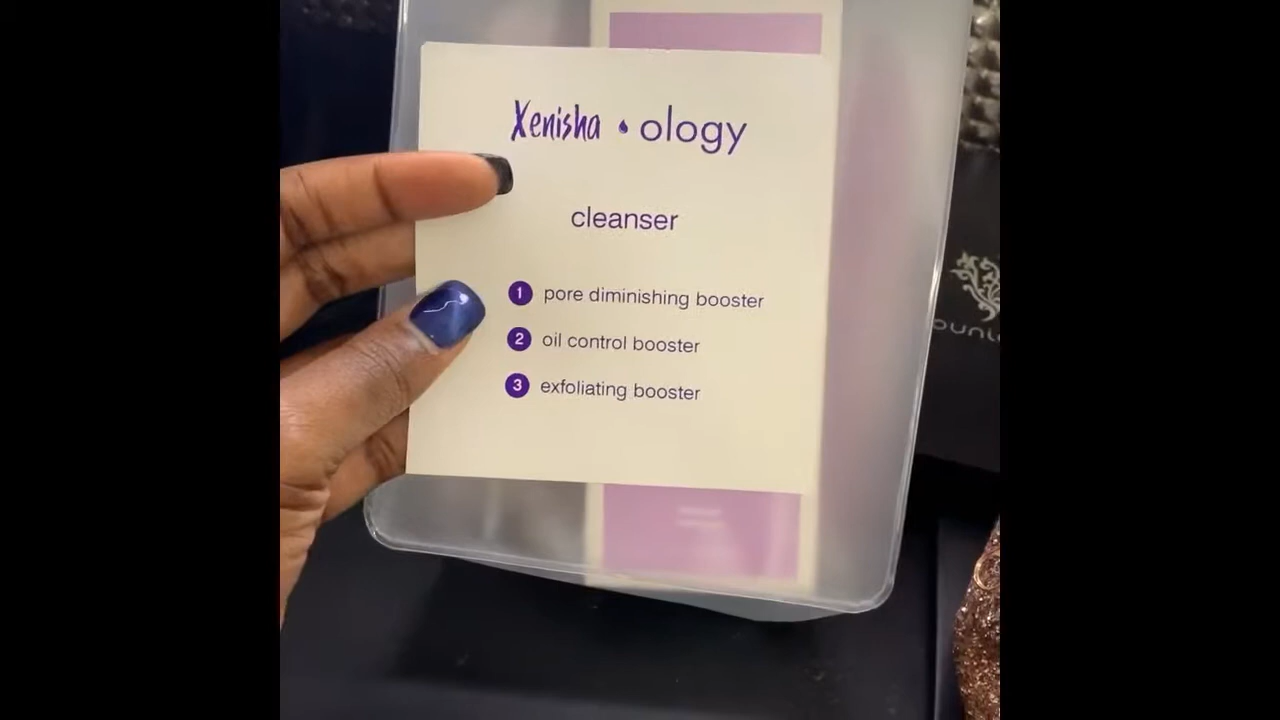 Xenisha • ology
cleanser
1 pore diminishing booster
2 oil control booster
3 exfoliating booster